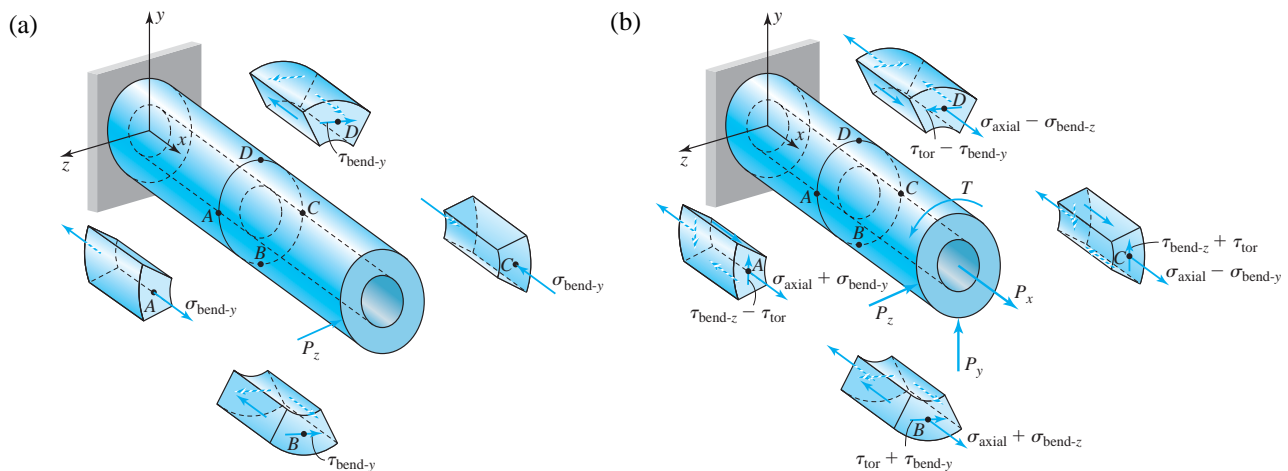 (a)
y
z
x
D
τbend-y
D
A
C
B
A
σbend-y
C
σbend-y
Pz
B
τbend-y
(b)
y
z
x
D
σaxial − σbend-z
τtor − τbend-y
D
A
C
B
T
A
σaxial + σbend-y
τbend-z − τtor
C
τbend-z + τtor
σaxial − σbend-y
Pz
Px
Py
B
σaxial + σbend-z
τtor + τbend-y